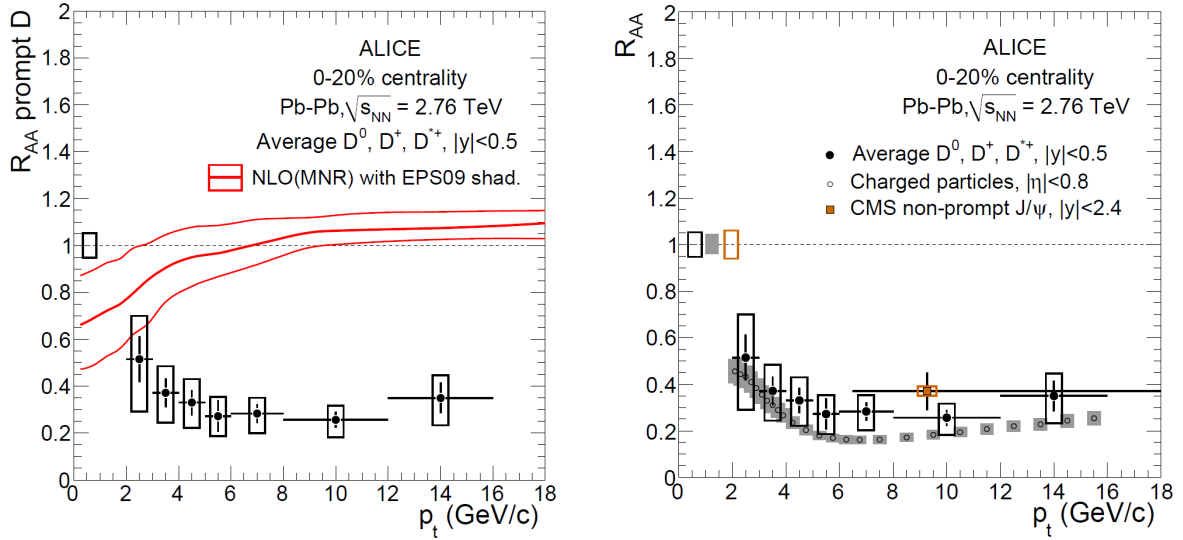 R_AA prompt D
2
1.8
1.6
1.4
1.2
1
0.8
0.6
0.4
0.2
0
ALICE
0-20% centrality
Pb-Pb,√s_NN = 2.76 TeV
Average D⁰, D⁺, D*⁺, |y|<0.5
NLO(MNR) with EPS09 shad.
0 2 4 6 8 10 12 14 16 18
p_t (GeV/c)
R_AA
2
1.8
1.6
1.4
1.2
1
0.8
0.6
0.4
0.2
0
ALICE
0-20% centrality
Pb-Pb,√s_NN = 2.76 TeV
Average D⁰, D⁺, D*⁺, |y|<0.5
Charged particles, |η|<0.8
CMS non-prompt J/ψ, |y|<2.4
0 2 4 6 8 10 12 14 16 18
p_t (GeV/c)